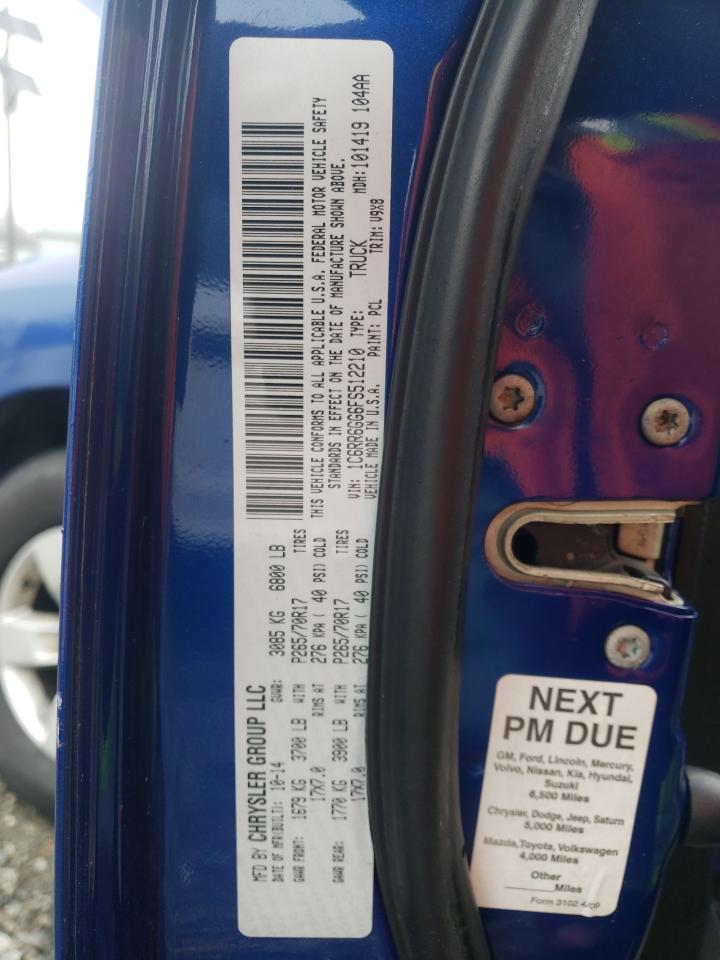 MFD BY CHRYSLER GROUP LLC
DATE OF MFR(BUILT): 10-14 GVWR: 3085 KG 6800 LB
GAWR FRONT: 1679 KG 3700 LB WITH P265/70R17 TIRES
17X7.0 RIMS AT 276 KPA ( 40 PSI) COLD
GAWR REAR: 1770 KG 3900 LB WITH P265/70R17 TIRES
17X7.0 RIMS AT 276 KPA ( 40 PSI) COLD
THIS VEHICLE CONFORMS TO ALL APPLICABLE U.S.A. FEDERAL MOTOR VEHICLE SAFETY
STANDARDS IN EFFECT ON THE DATE OF MANUFACTURE SHOWN ABOVE.
VIN: 1C6RR6GG6FS512210 TYPE: TRUCK MDH:101419 104AA
VEHICLE MADE IN U.S.A. PAINT: PCL TRIM: V9X8
NEXT
PM DUE
GM, Ford, Lincoln, Mercury,
Volvo, Nissan, Kia, Hyundai,
Suzuki
6,500 Miles
Chrysler, Dodge, Jeep, Saturn
5,000 Miles
Mazda,Toyota, Volkswagen
4,000 Miles
Other
______Miles
Form 3102 4/09